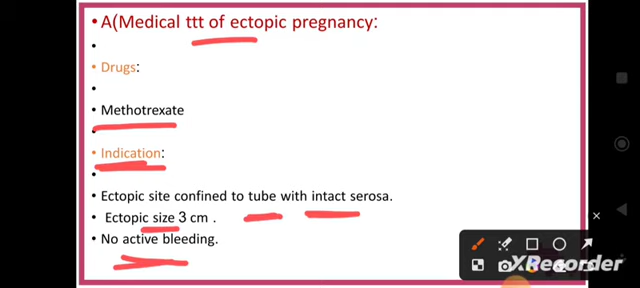 • A(Medical ttt of ectopic pregnancy:
•
• Drugs:
•
• Methotrexate
•
• Indication:
•
• Ectopic site confined to tube with intact serosa.
• Ectopic size 3 cm .
• No active bleeding.
XRecorder